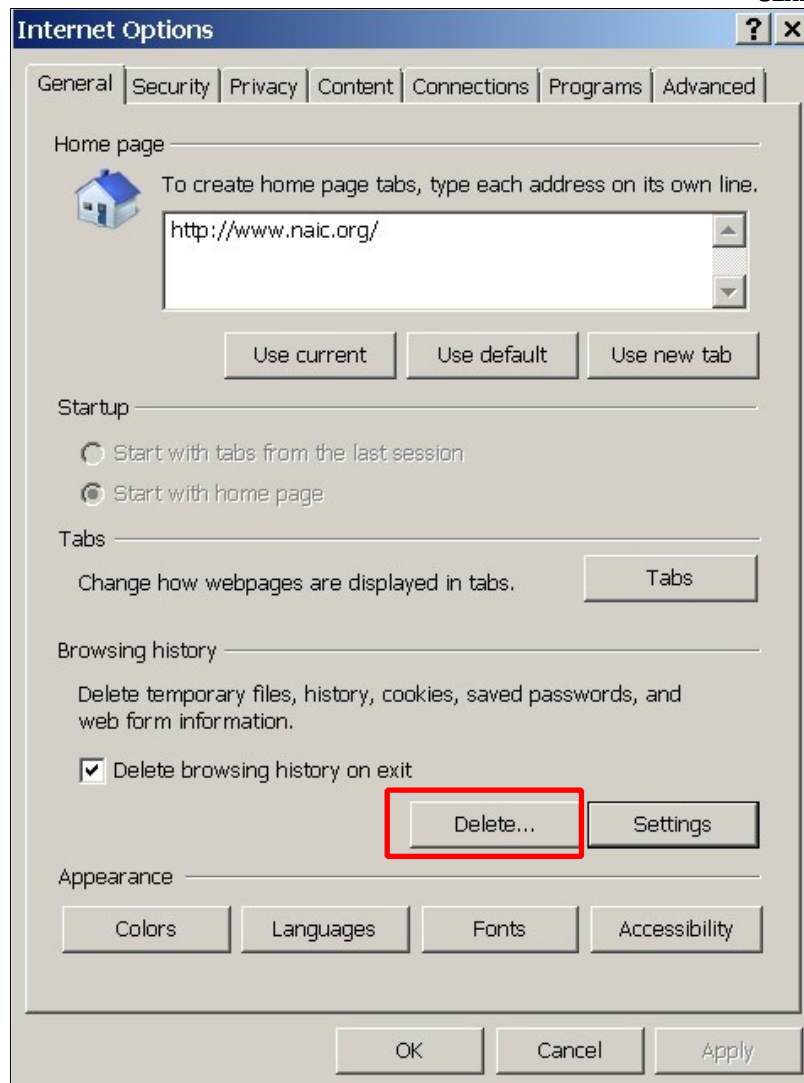 Internet Options
General Security Privacy Content Connections Programs Advanced
Home page
To create home page tabs, type each address on its own line.
http://www.naic.org/
Use current Use default Use new tab
Startup
Start with tabs from the last session
Start with home page
Tabs
Change how webpages are displayed in tabs. Tabs
Browsing history
Delete temporary files, history, cookies, saved passwords, and
web form information.
Delete browsing history on exit
Delete... Settings
Appearance
Colors Languages Fonts Accessibility
OK Cancel Apply